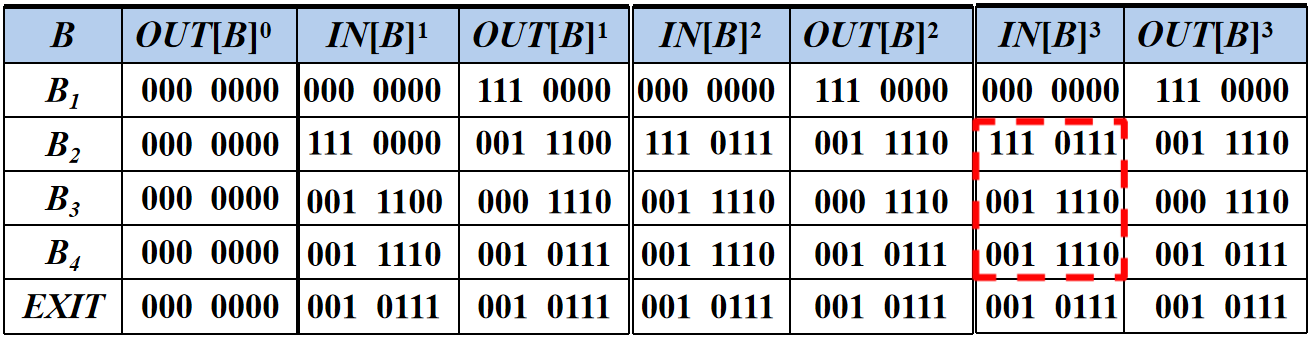 B OUT[B]⁰ IN[B]¹ OUT[B]¹ IN[B]² OUT[B]² IN[B]³ OUT[B]³
B₁ 000 0000 000 0000 111 0000 000 0000 111 0000 000 0000 111 0000
B₂ 000 0000 111 0000 001 1100 111 0111 001 1110 111 0111 001 1110
B₃ 000 0000 001 1100 000 1110 001 1110 000 1110 001 1110 000 1110
B₄ 000 0000 001 1110 001 0111 001 1110 001 0111 001 1110 001 0111
EXIT 000 0000 001 0111 001 0111 001 0111 001 0111 001 0111 001 0111